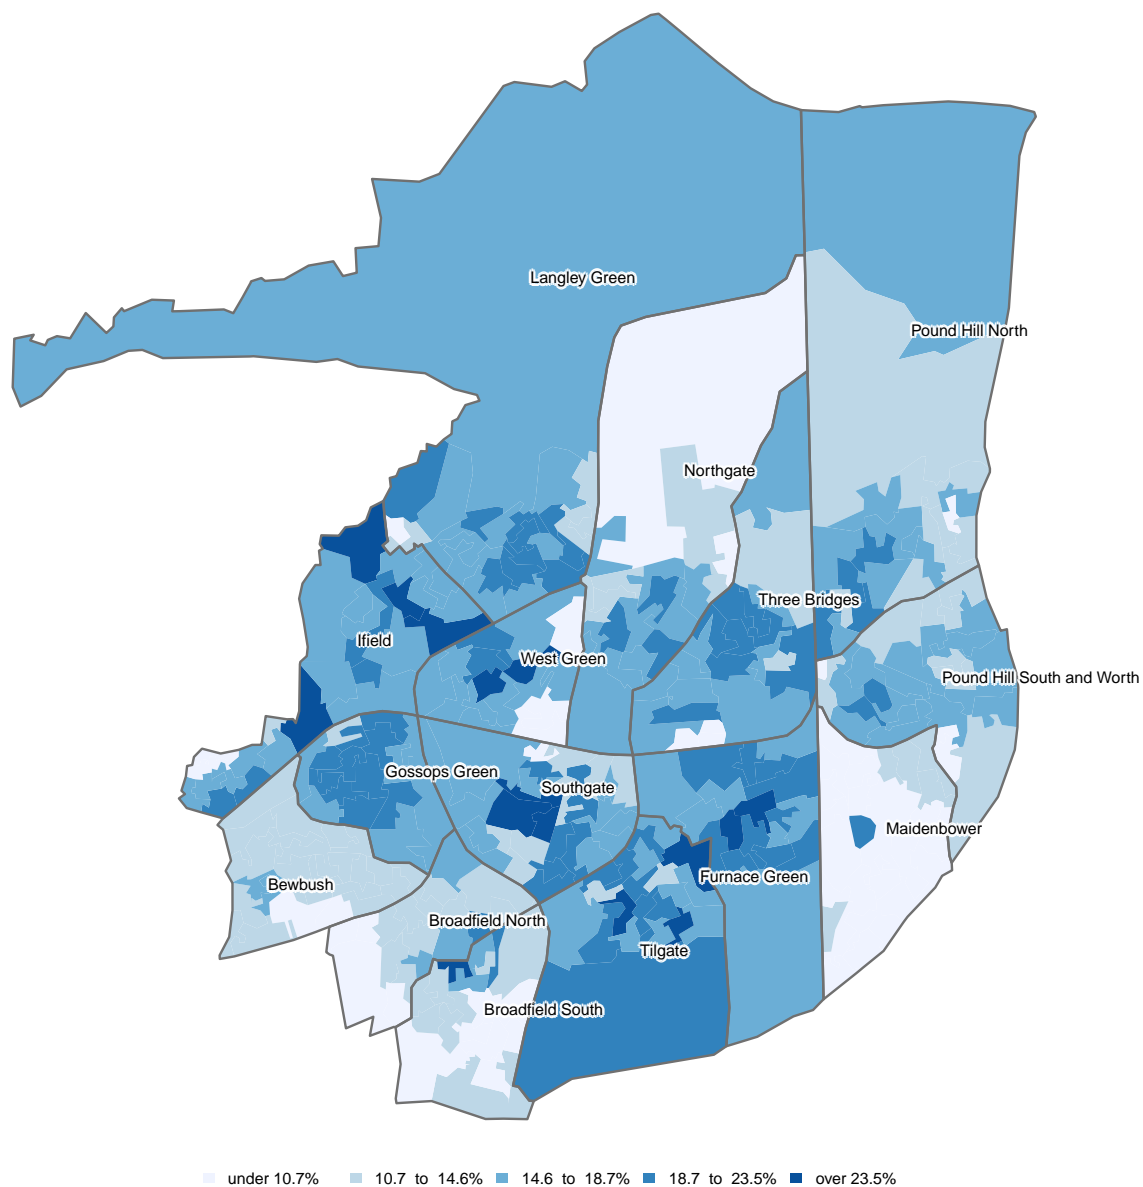 Langley Green
Pound Hill North
Northgate
Three Bridges
Ifield
West Green
Pound Hill South and Worth
Gossops Green
Southgate
Maidenbower
Furnace Green
Bewbush
Broadfield North
Tilgate
Broadfield South
under 10.7% 10.7 to 14.6% 14.6 to 18.7% 18.7 to 23.5% over 23.5%